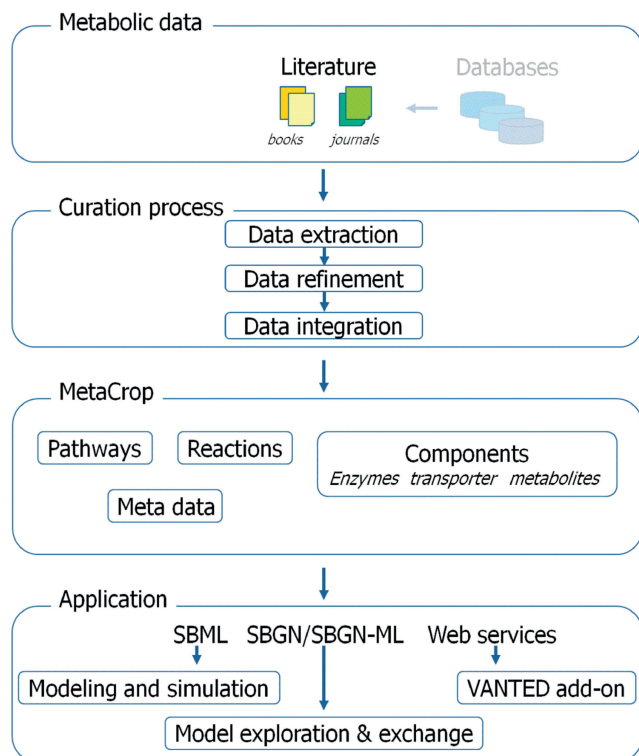 Metabolic data
Literature
Databases
books
journals
Curation process
Data extraction
Data refinement
Data integration
MetaCrop
Pathways
Reactions
Components
Enzymes transporter metabolites
Meta data
Application
SBML SBGN/SBGN-ML Web services
Modeling and simulation
VANTED add-on
Model exploration & exchange